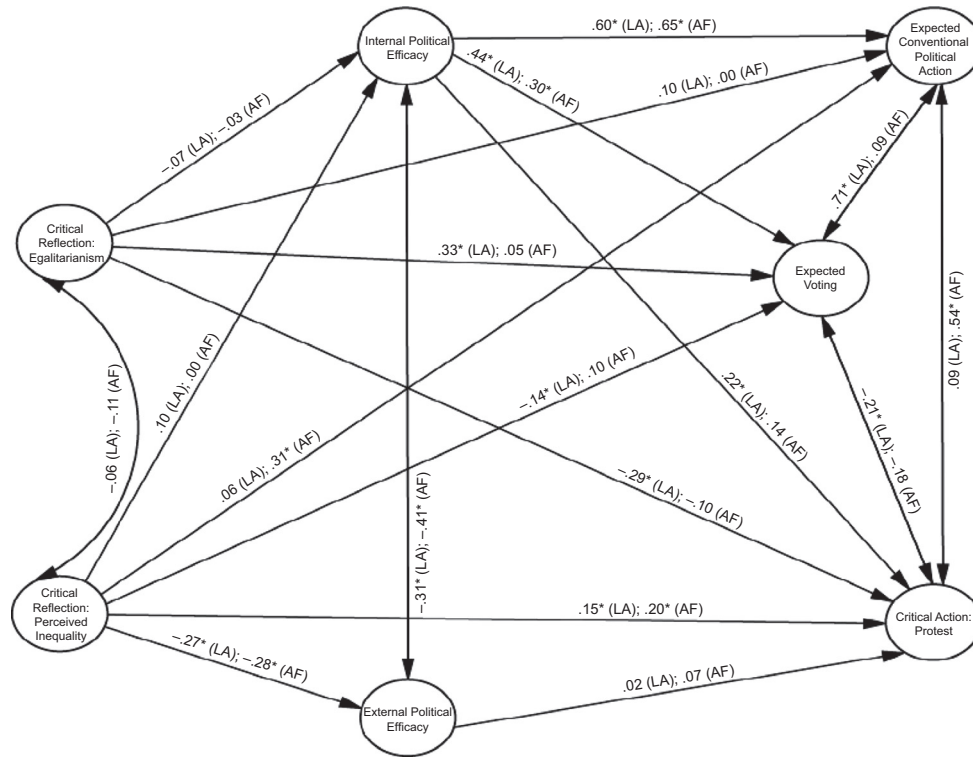 Internal Political
Efficacy
.60* (LA); .65* (AF)
Expected
Conventional
Political
Action
.44* (LA); .30* (AF)
.10 (LA); .00 (AF)
–.07 (LA); –.03 (AF)
.71* (LA); .09 (AF)
Critical
Reflection:
Egalitarianism
.33* (LA); .05 (AF)
Expected
Voting
.09 (LA); .54* (AF)
–.06 (LA); –.11 (AF)
.10 (LA); .00 (AF)
–.14* (LA); .10 (AF)
.22* (LA); .14 (AF)
–.21* (LA); –.18 (AF)
.06 (LA); .31* (AF)
–.29* (LA); –.10 (AF)
–.31* (LA); –.41* (AF)
Critical
Reflection:
Perceived
Inequality
.15* (LA); .20* (AF)
Critical Action:
Protest
–.27* (LA); –.28* (AF)
.02 (LA); .07 (AF)
External Political
Efficacy